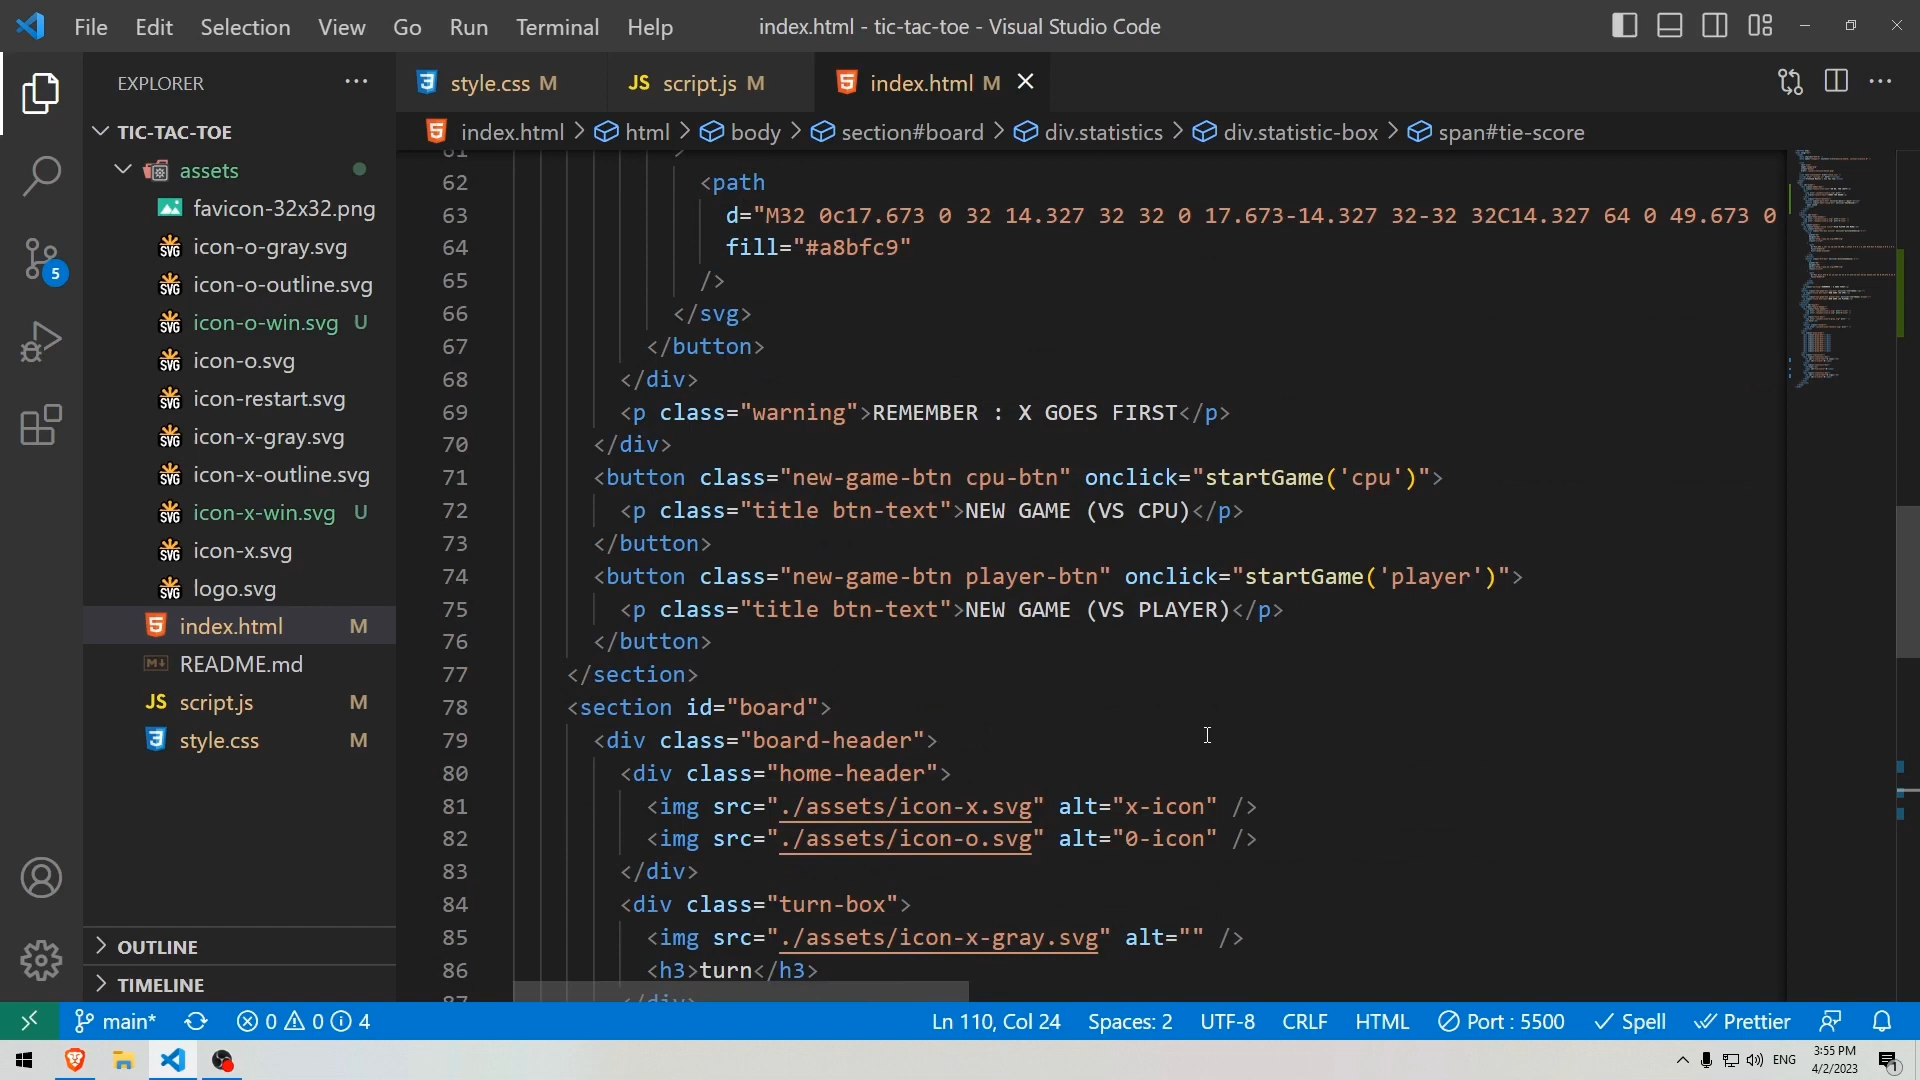 File Edit Selection View Go Run Terminal Help
index.html - tic-tac-toe - Visual Studio Code
EXPLORER
style.css M
JS script.js M
index.html M
index.html > html > body > section#board > div.statistics > div.statistic-box > span#tie-score
TIC-TAC-TOE
assets
favicon-32x32.png
icon-o-gray.svg
icon-o-outline.svg
icon-o-win.svg U
icon-o.svg
icon-restart.svg
icon-x-gray.svg
icon-x-outline.svg
icon-x-win.svg U
icon-x.svg
logo.svg
index.html M
README.md
JS script.js M
style.css M
OUTLINE
TIMELINE
5
61 >
62 <path
63 d="M32 0c17.673 0 32 14.327 32 32 0 17.673-14.327 32-32 32C14.327 64 0 49.673 0
64 fill="#a8bfc9"
65 />
66 </svg>
67 </button>
68 </div>
69 <p class="warning">REMEMBER : X GOES FIRST</p>
70 </div>
71 <button class="new-game-btn cpu-btn" onclick="startGame('cpu')">
72 <p class="title btn-text">NEW GAME (VS CPU)</p>
73 </button>
74 <button class="new-game-btn player-btn" onclick="startGame('player')">
75 <p class="title btn-text">NEW GAME (VS PLAYER)</p>
76 </button>
77 </section>
78 <section id="board">
79 <div class="board-header">
80 <div class="home-header">
81 <img src="./assets/icon-x.svg" alt="x-icon" />
82 <img src="./assets/icon-o.svg" alt="0-icon" />
83 </div>
84 <div class="turn-box">
85 <img src="./assets/icon-x-gray.svg" alt="" />
86 <h3>turn</h3>
87 </div>
main* 0 0 4 Ln 110, Col 24 Spaces: 2 UTF-8 CRLF HTML Port : 5500 Spell Prettier
ENG 3:55 PM
4/2/2023 1